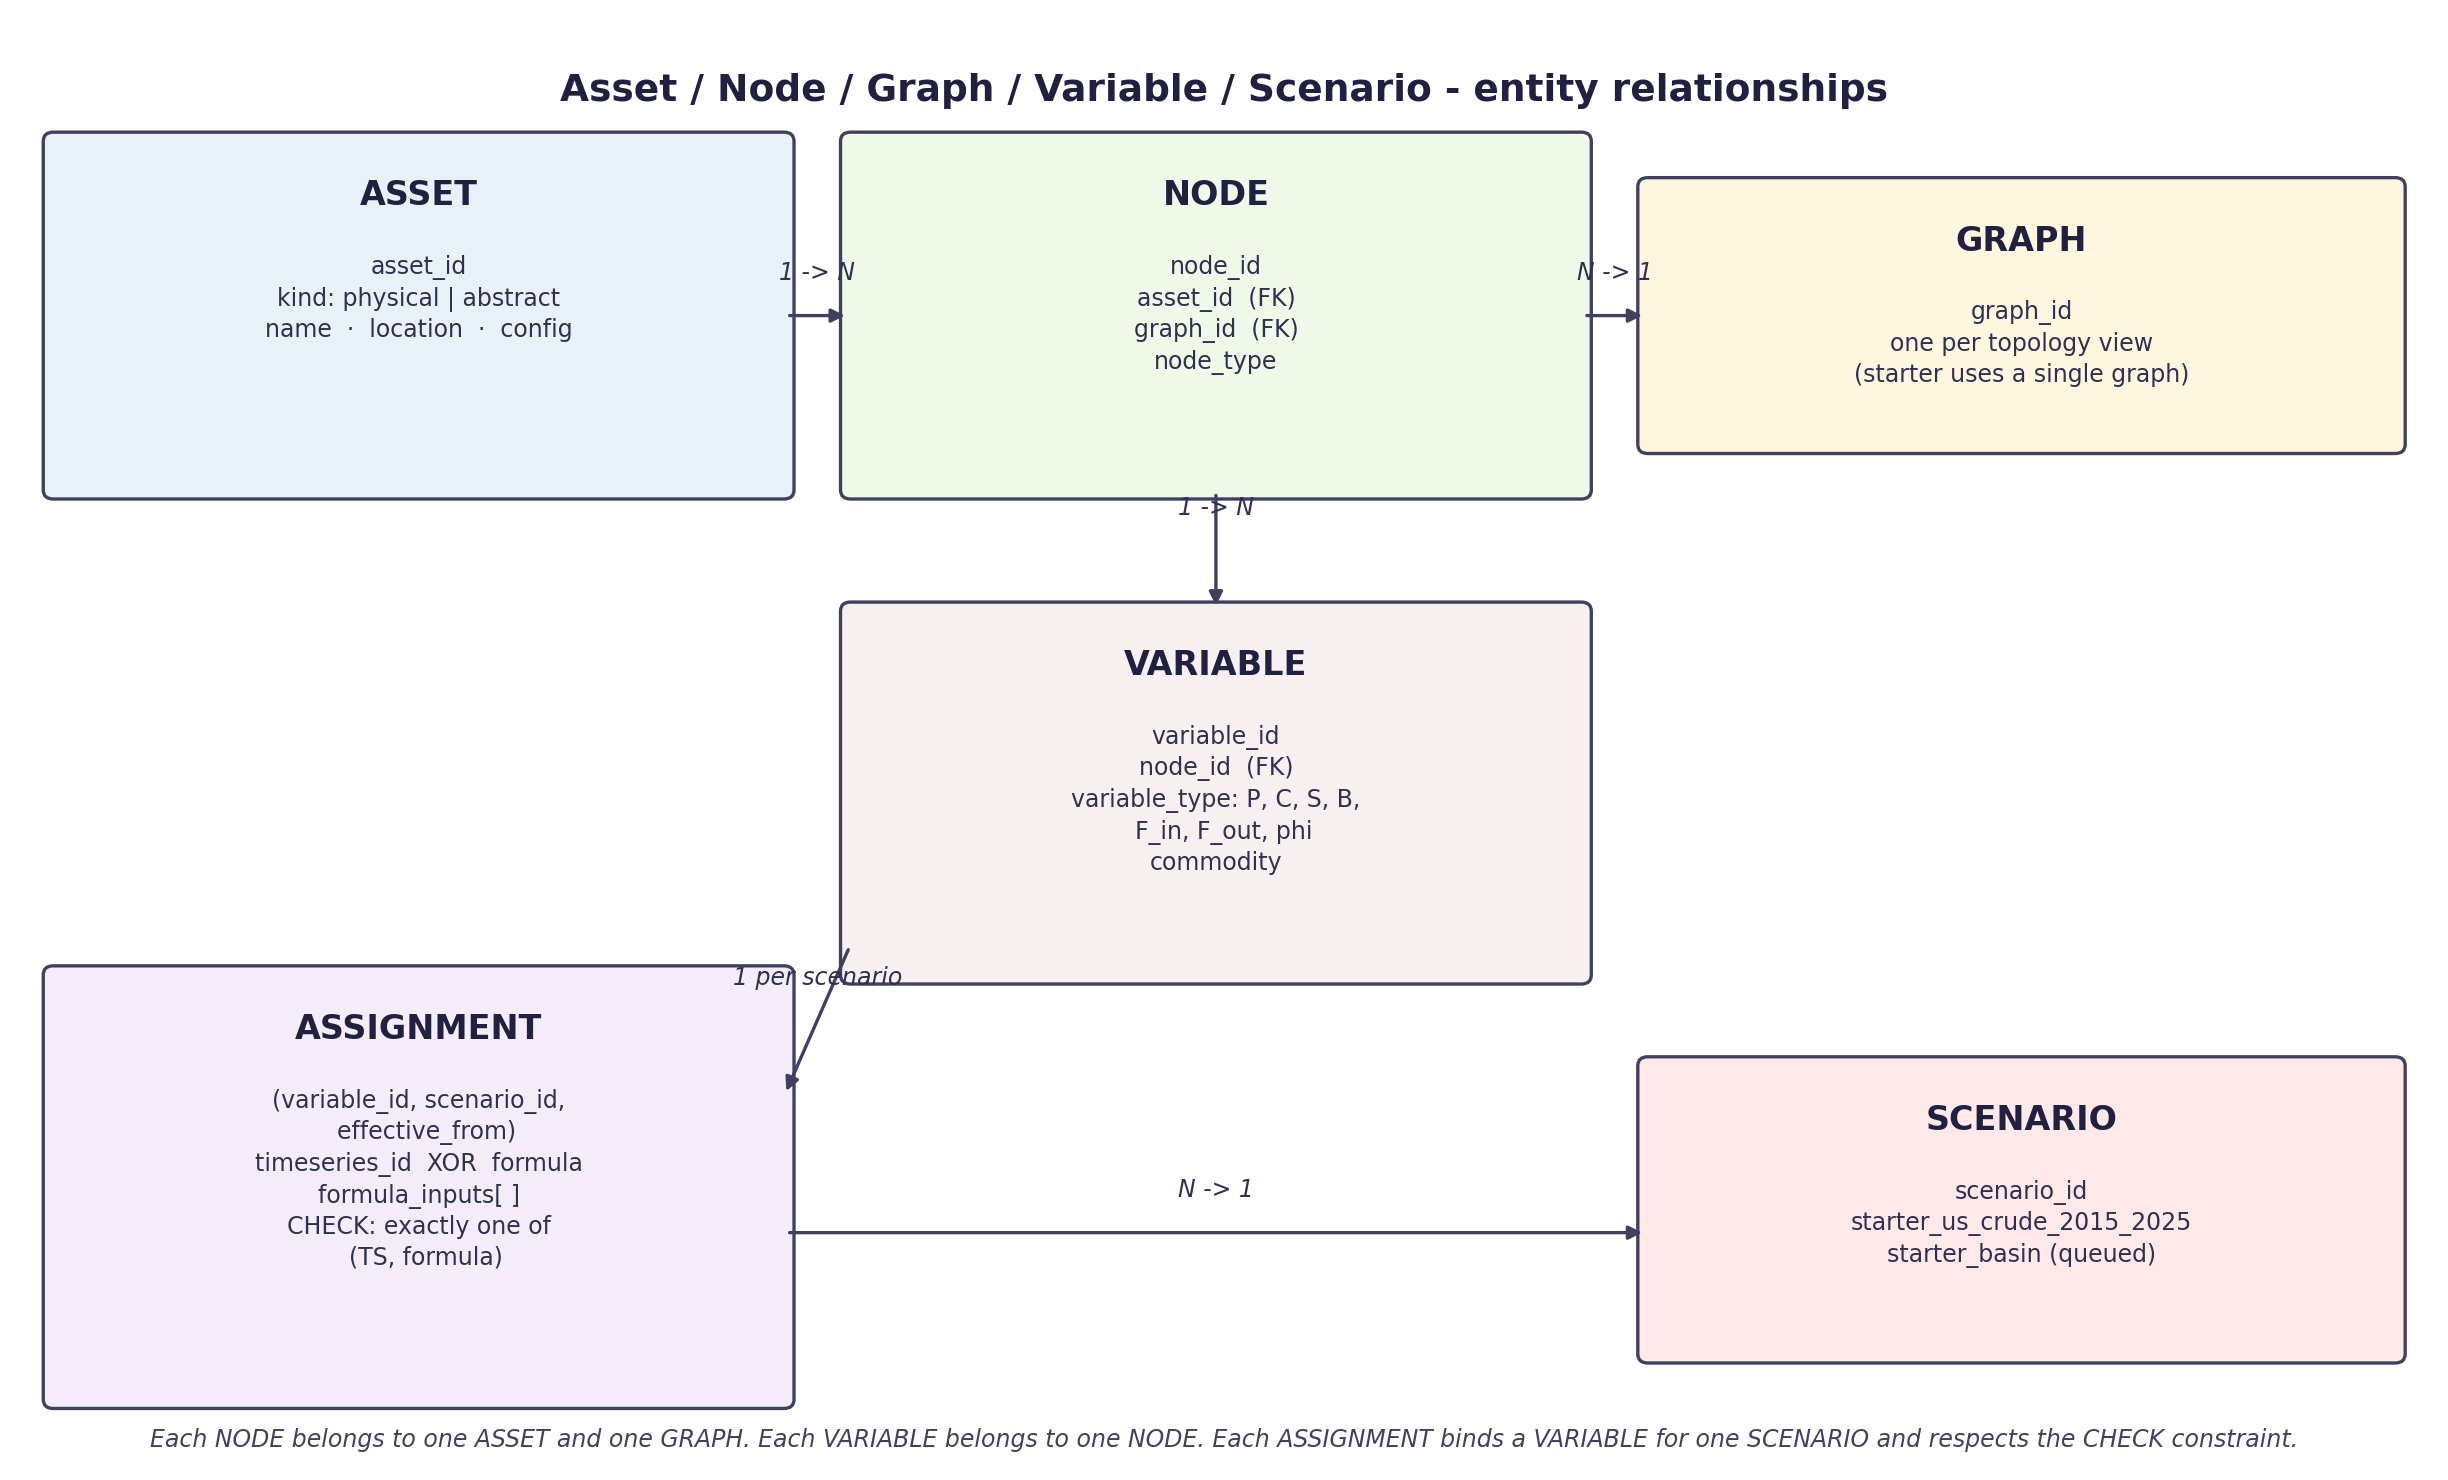 Asset / Node / Graph / Variable / Scenario - entity relationships
ASSET
asset_id
kind: physical | abstract
name · location · config
1 -> N
NODE
node_id
asset_id (FK)
graph_id (FK)
node_type
N -> 1
GRAPH
graph_id
one per topology view
(starter uses a single graph)
1 -> N
VARIABLE
variable_id
node_id (FK)
variable_type: P, C, S, B,
F_in, F_out, phi
commodity
1 per scenario
ASSIGNMENT
(variable_id, scenario_id,
effective_from)
timeseries_id XOR formula
formula_inputs[ ]
CHECK: exactly one of
(TS, formula)
N -> 1
SCENARIO
scenario_id
starter_us_crude_2015_2025
starter_basin (queued)
Each NODE belongs to one ASSET and one GRAPH. Each VARIABLE belongs to one NODE. Each ASSIGNMENT binds a VARIABLE for one SCENARIO and respects the CHECK constraint.